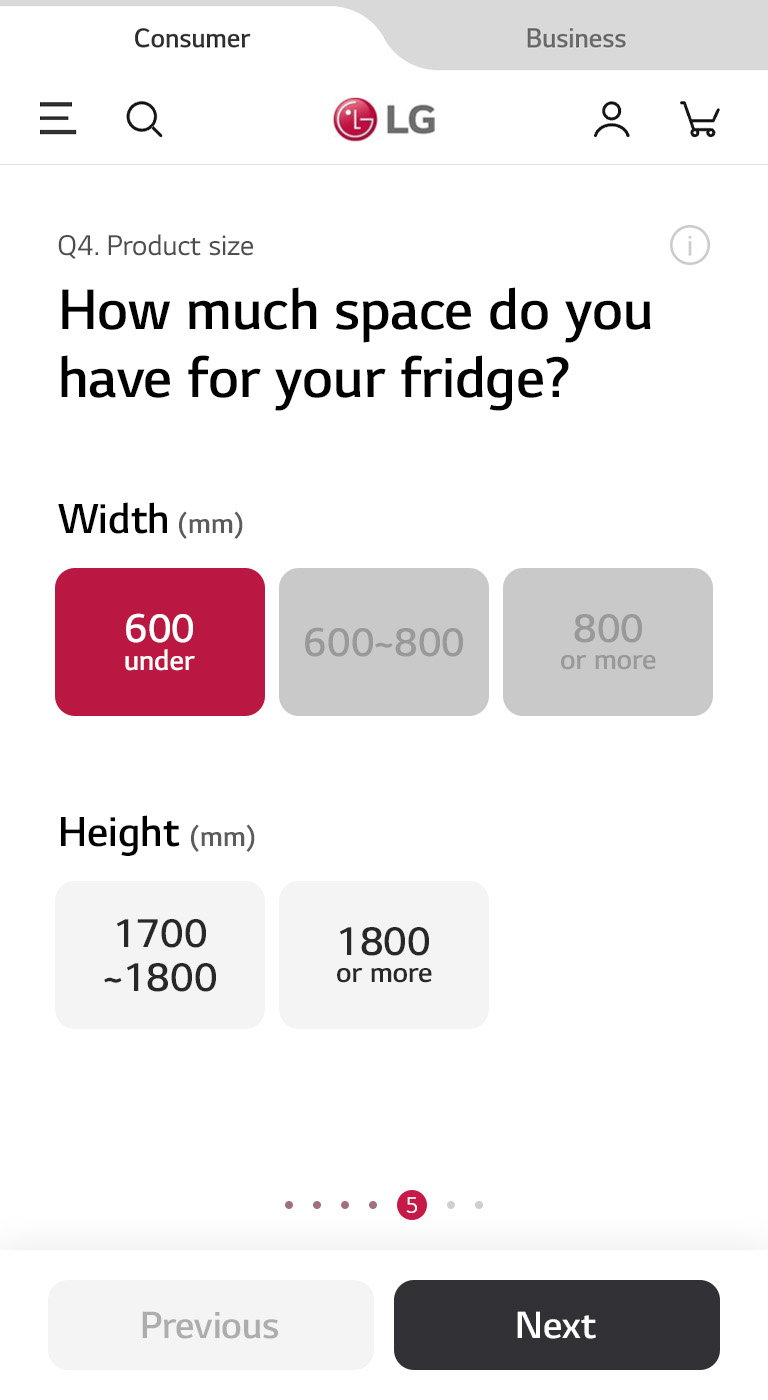 Consumer
Business
LG
Q4. Product size
i
How much space do you
have for your fridge?
Width (mm)
600
under
600~800
800
or more
Height (mm)
1700
~1800
1800
or more
5
Previous
Next